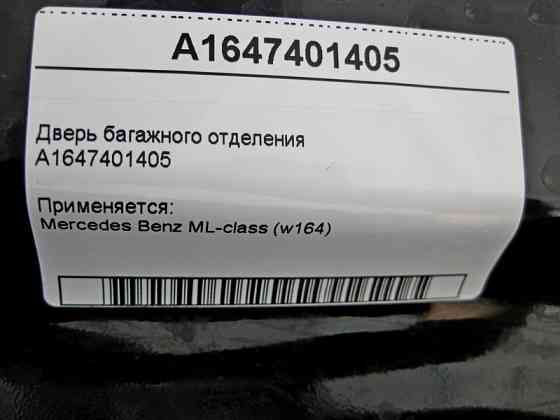 A1647401405
Дверь багажного отделения
A1647401405
Применяется:
Mercedes Benz ML-class (w164)